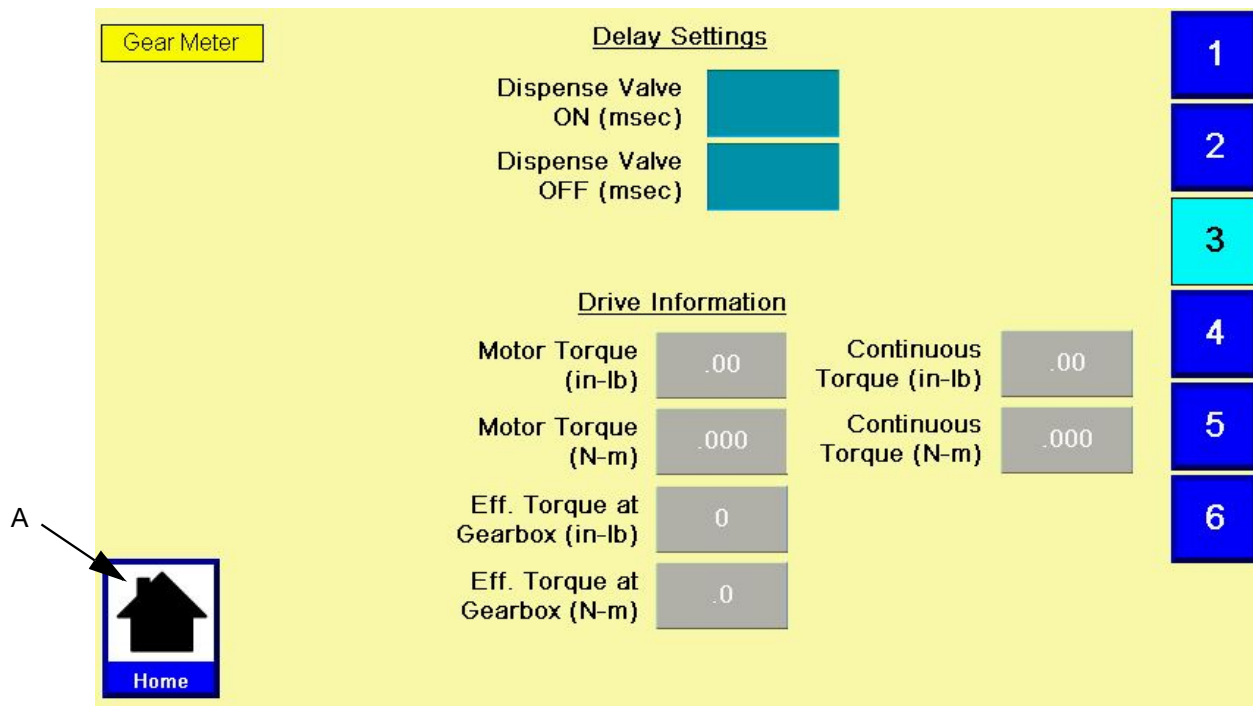 Gear Meter
Delay Settings
Dispense Valve
ON (msec)
Dispense Valve
OFF (msec)
Drive Information
Motor Torque
(in-lb)
.00
Continuous
Torque (in-lb)
.00
Motor Torque
(N-m)
.000
Continuous
Torque (N-m)
.000
Eff. Torque at
Gearbox (in-lb)
0
Eff. Torque at
Gearbox (N-m)
.0
1
2
3
4
5
6
A
Home